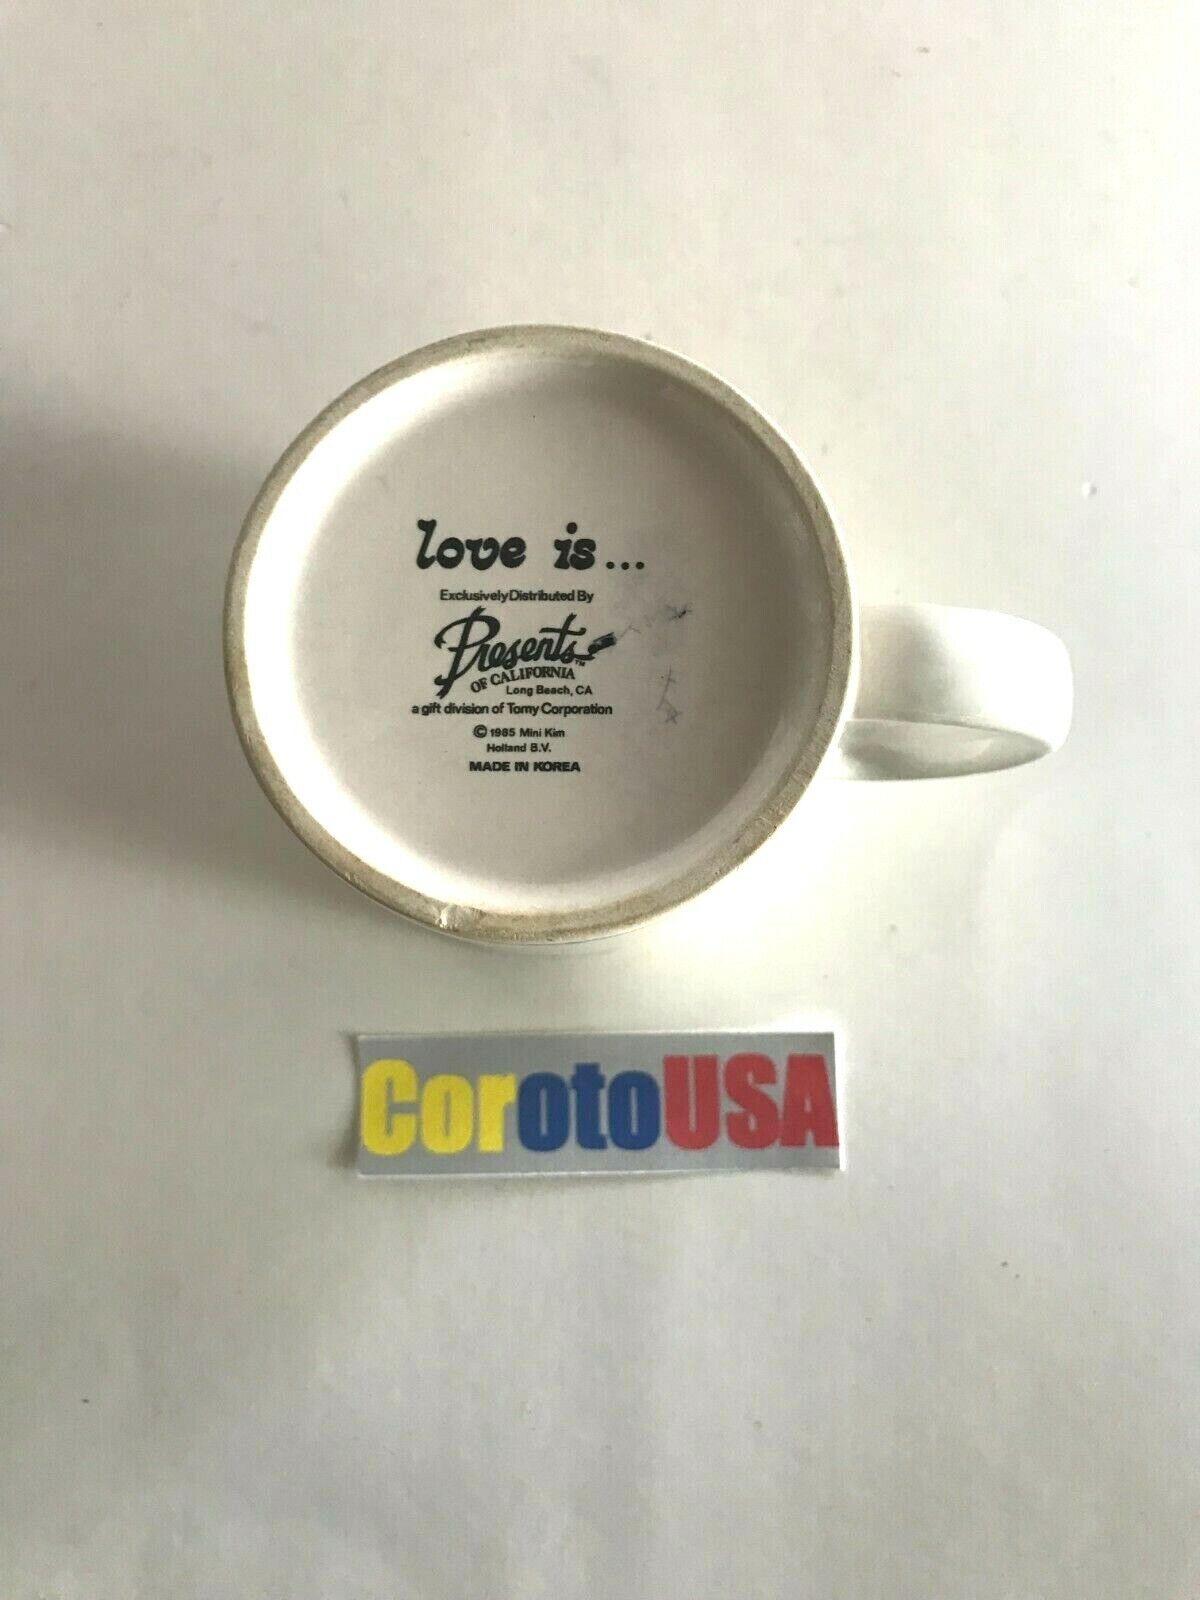 love is...
Exclusively Distributed By
Presents™
OF CALIFORNIA
Long Beach, CA
a gift division of Tomy Corporation
© 1985 Mini Kim
Holland B.V.
MADE IN KOREA
CorotoUSA